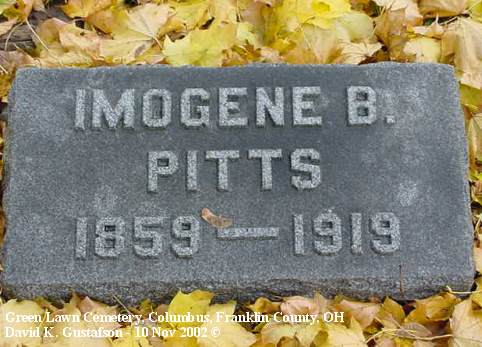 IMOGENE B.
PITTS
1859 — 1919
Green Lawn Cemetery, Columbus, Franklin County, OH
David K. Gustafson - 10 Nov 2002 ©